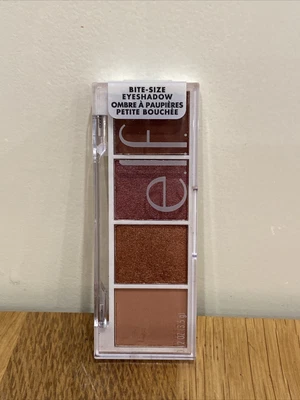 BITE-SIZE
EYESHADOW
OMBRE À PAUPIÈRES
PETITE BOUCHÉE
e.l.f.